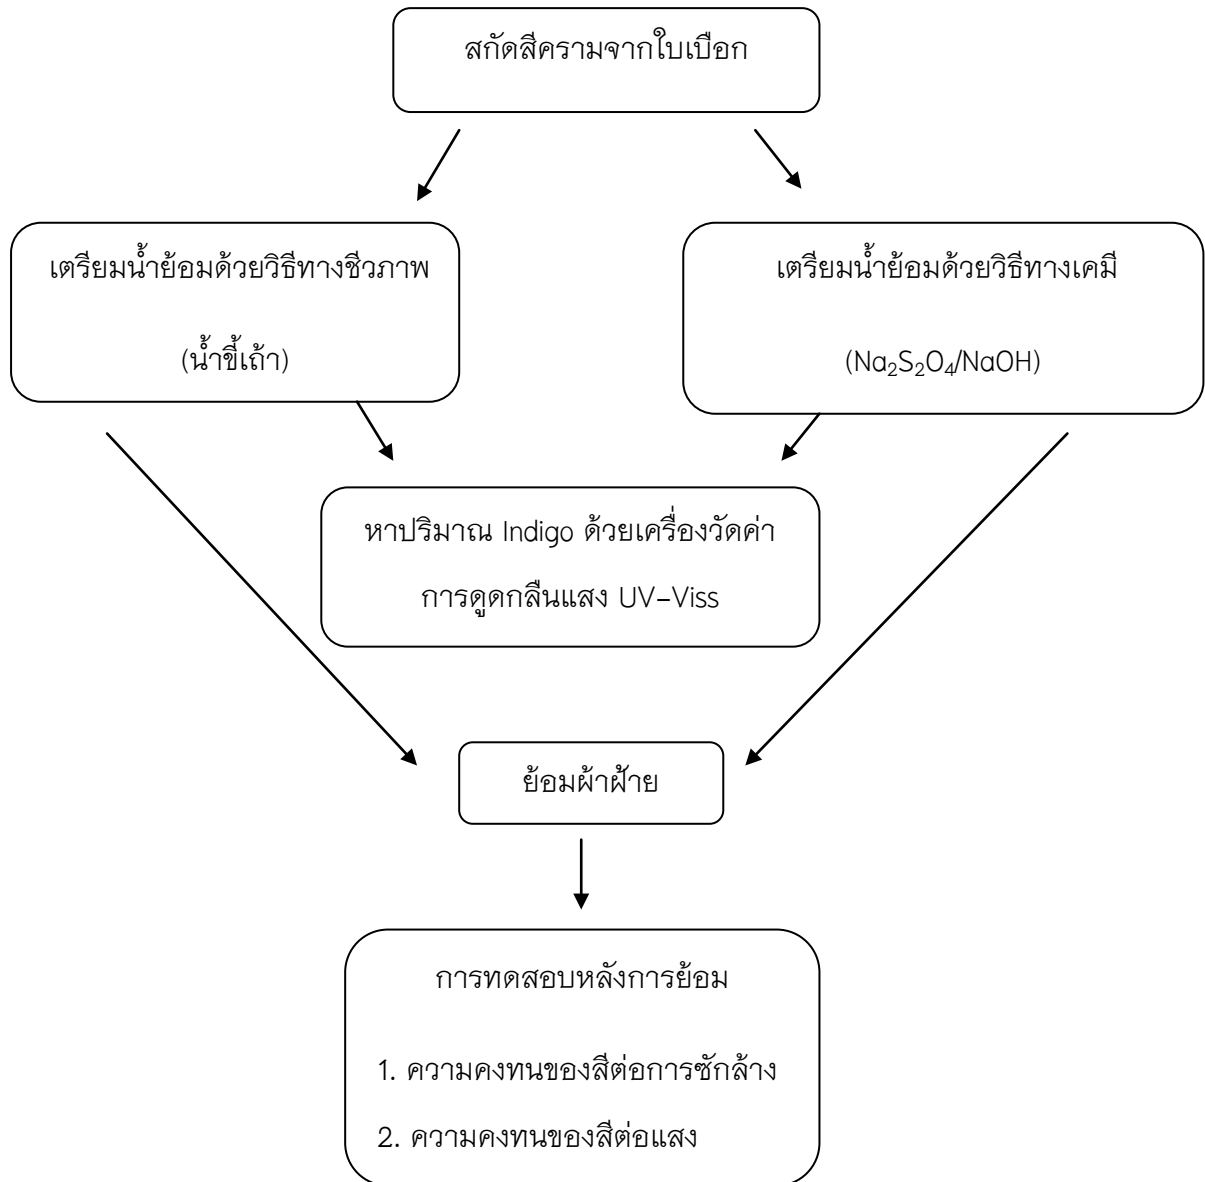 สกัดสีครามจากใบเบือก
เตรียมน้ำย้อมด้วยวิธีทางชีวภาพ
(น้ำขี้เถ้า)
เตรียมน้ำย้อมด้วยวิธีทางเคมี
(Na₂S₂O₄/NaOH)
หาปริมาณ Indigo ด้วยเครื่องวัดค่า
การดูดกลืนแสง UV–Viss
ย้อมผ้าฝ้าย
การทดสอบหลังการย้อม
1. ความคงทนของสีต่อการซักล้าง
2. ความคงทนของสีต่อแสง